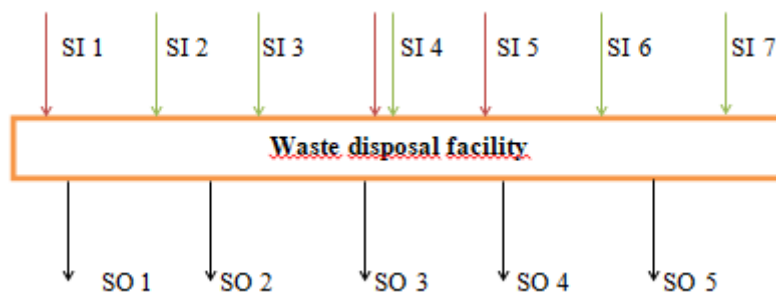 SI 1 SI 2 SI 3 SI 4 SI 5 SI 6 SI 7
Waste disposal facility
SO 1 SO 2 SO 3 SO 4 SO 5